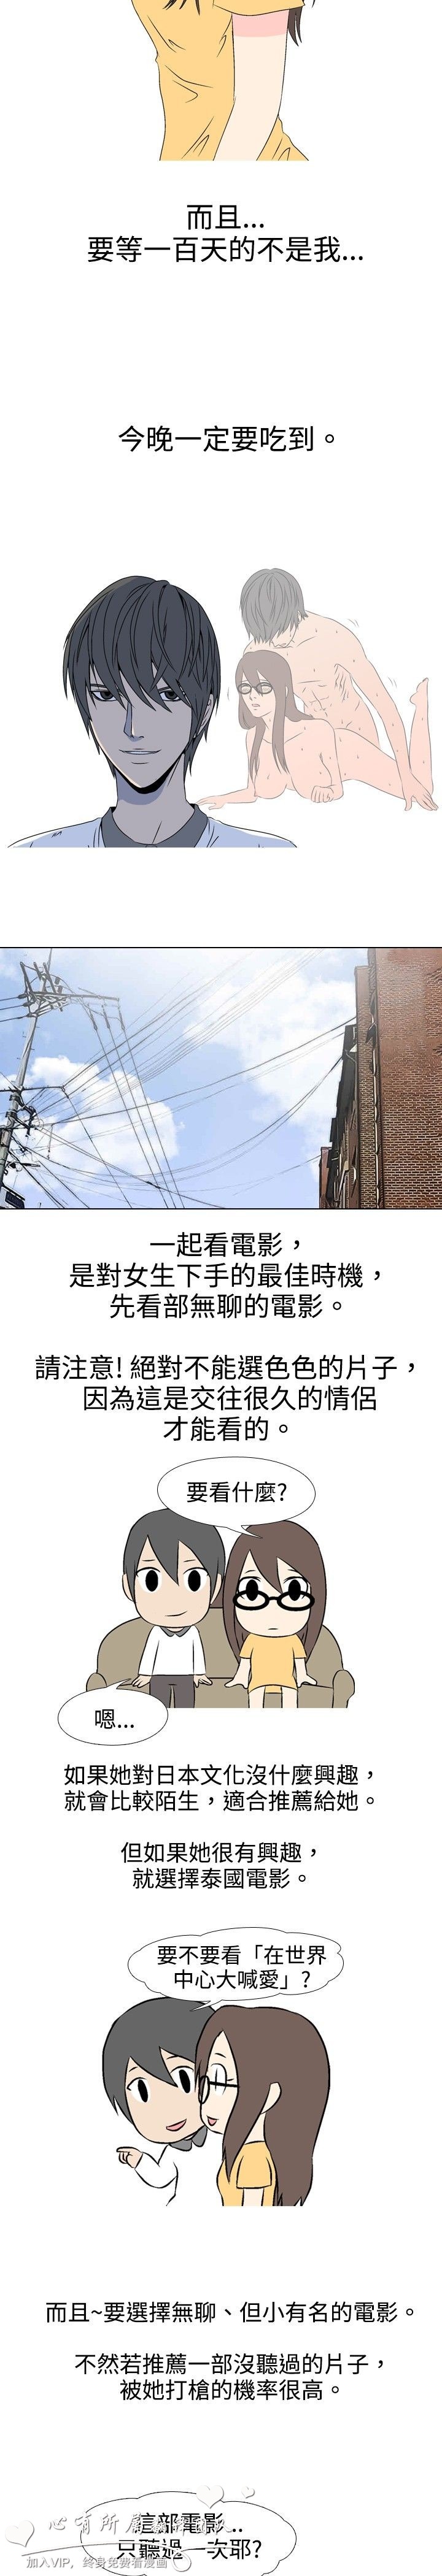 而且...
要等一百天的不是我...
今晚一定要吃到。
一起看電影，
是對女生下手的最佳時機，
先看部無聊的電影。
請注意! 絕對不能選色色的片子，
因為這是交往很久的情侶
才能看的。
要看什麼?
嗯...
如果她對日本文化沒什麼興趣，
就會比較陌生，適合推薦給她。
但如果她很有興趣，
就選擇泰國電影。
要不要看「在世界
中心大喊愛」?
而且~要選擇無聊、但小有名的電影。
不然若推薦一部沒聽過的片子，
被她打槍的機率很高。
這部電影...
只聽過一次耶?
心有所屬
加入VIP，终身免费看漫画